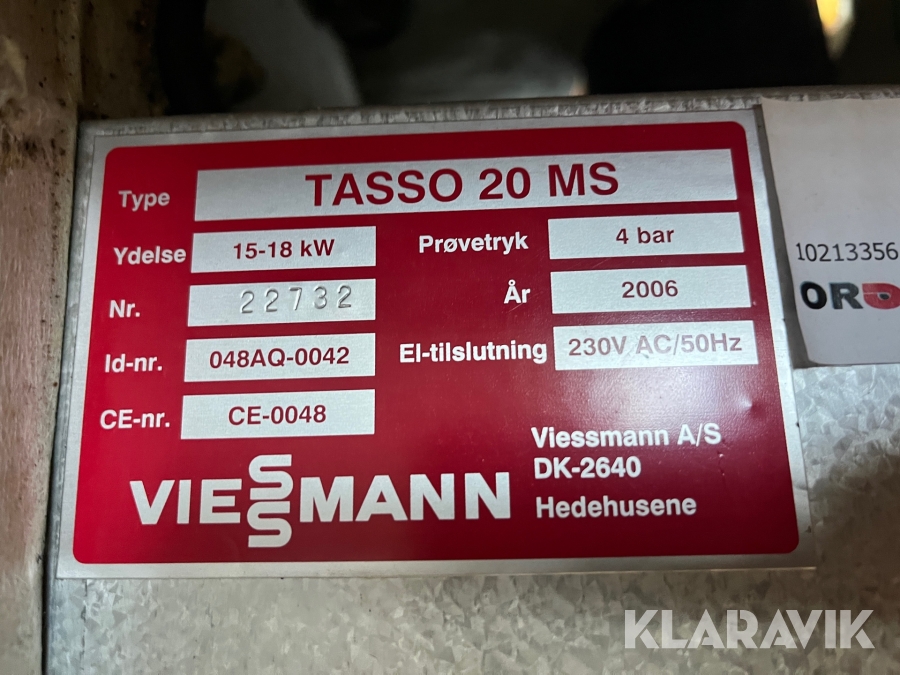 Type TASSO 20 MS
Ydelse 15-18 kW Prøvetryk 4 bar
Nr. 22732 År 2006
Id-nr. 048AQ-0042 El-tilslutning 230V AC/50Hz
CE-nr. CE-0048
VIESSMANN
Viessmann A/S
DK-2640
Hedehusene
10213356
KLARAVIK